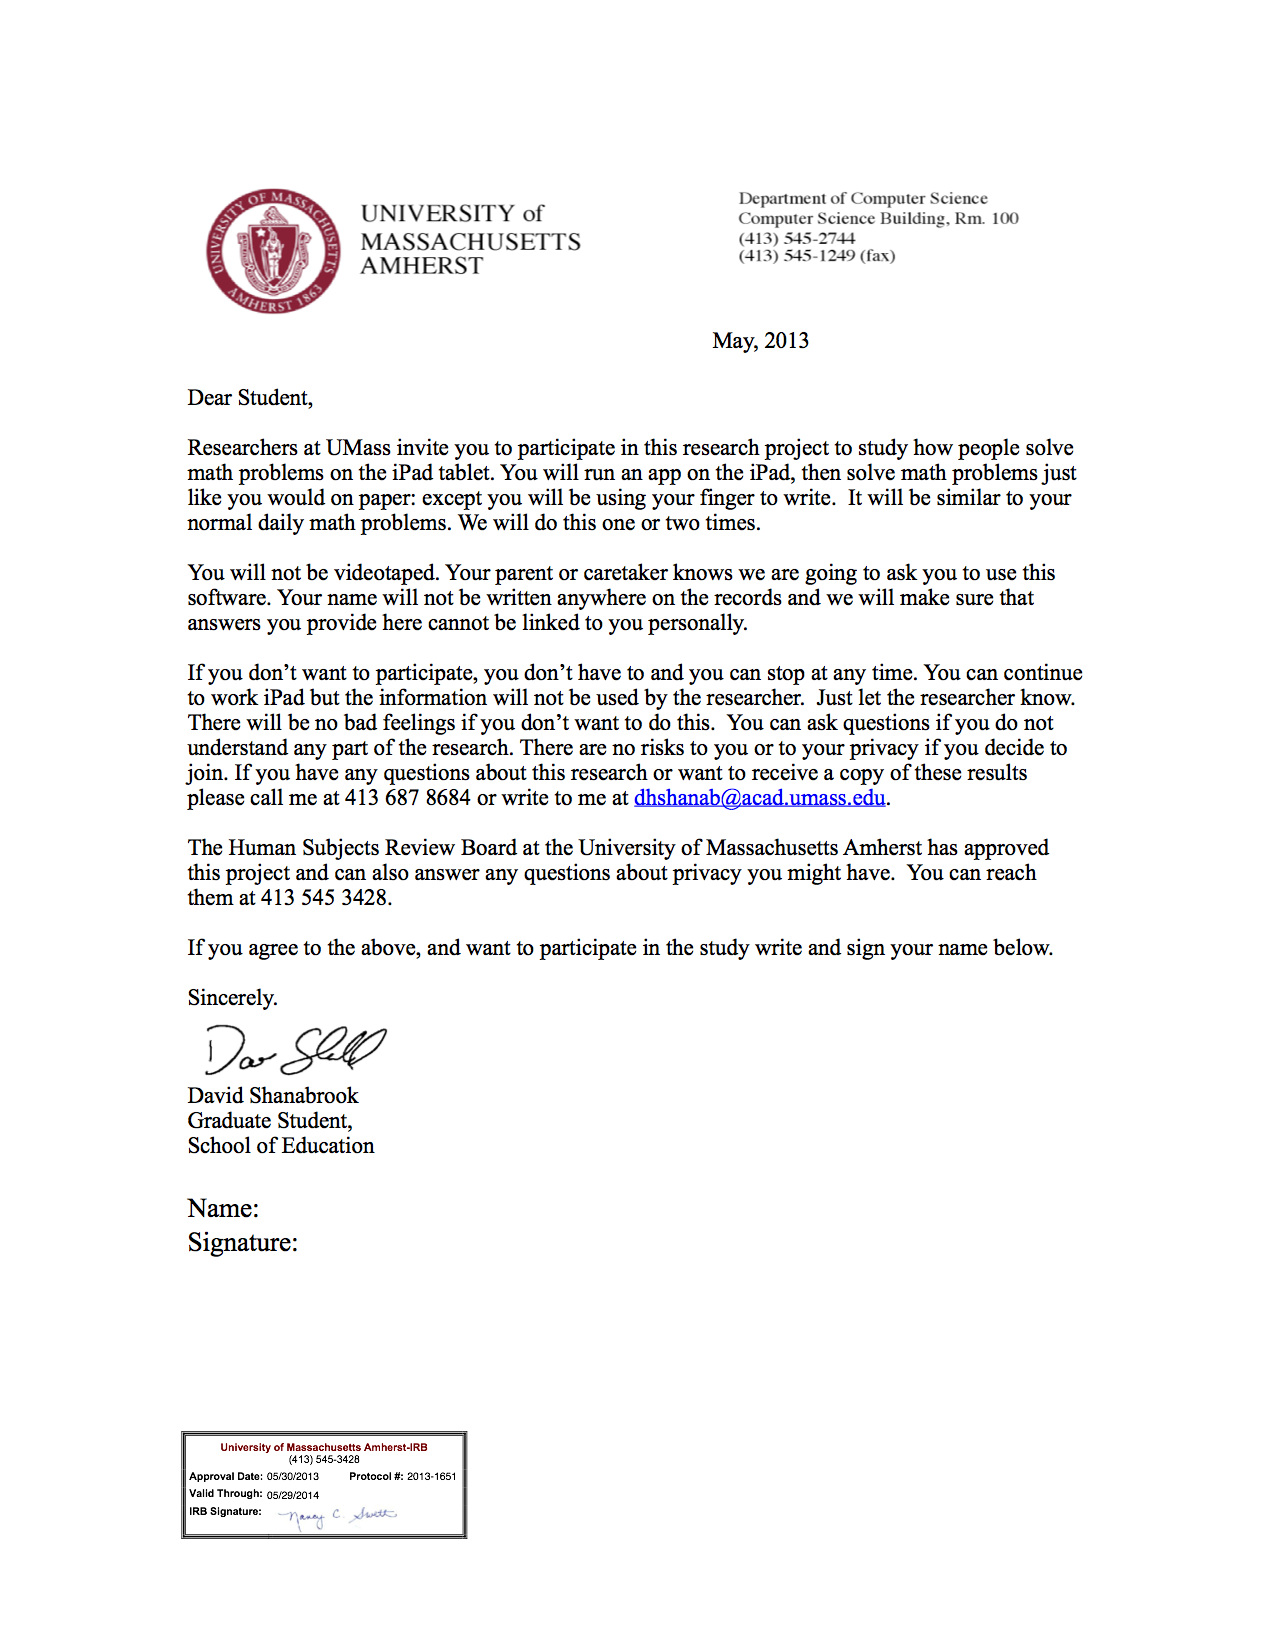 UNIVERSITY OF MASSACHUSETTS
AMHERST 1863
UNIVERSITY of
MASSACHUSETTS
AMHERST
Department of Computer Science
Computer Science Building, Rm. 100
(413) 545-2744
(413) 545-1249 (fax)
May, 2013
Dear Student,
Researchers at UMass invite you to participate in this research project to study how people solve
math problems on the iPad tablet. You will run an app on the iPad, then solve math problems just
like you would on paper: except you will be using your finger to write.  It will be similar to your
normal daily math problems. We will do this one or two times.
You will not be videotaped. Your parent or caretaker knows we are going to ask you to use this
software. Your name will not be written anywhere on the records and we will make sure that
answers you provide here cannot be linked to you personally.
If you don’t want to participate, you don’t have to and you can stop at any time. You can continue
to work iPad but the information will not be used by the researcher.  Just let the researcher know.
There will be no bad feelings if you don’t want to do this.  You can ask questions if you do not
understand any part of the research. There are no risks to you or to your privacy if you decide to
join. If you have any questions about this research or want to receive a copy of these results
please call me at 413 687 8684 or write to me at dhshanab@acad.umass.edu.
The Human Subjects Review Board at the University of Massachusetts Amherst has approved
this project and can also answer any questions about privacy you might have.  You can reach
them at 413 545 3428.
If you agree to the above, and want to participate in the study write and sign your name below.
Sincerely.
David Shanabrook
Graduate Student,
School of Education
Name:
Signature:
University of Massachusetts Amherst-IRB
(413) 545-3428
Approval Date: 05/30/2013 Protocol #: 2013-1651
Valid Through: 05/29/2014
IRB Signature: Nancy C. Swett